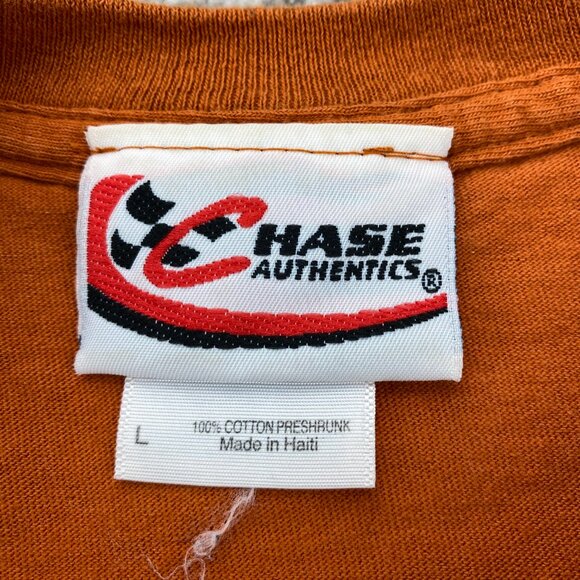 CHASE
AUTHENTICS®
L
100% COTTON PRESHRUNK
Made in Haiti